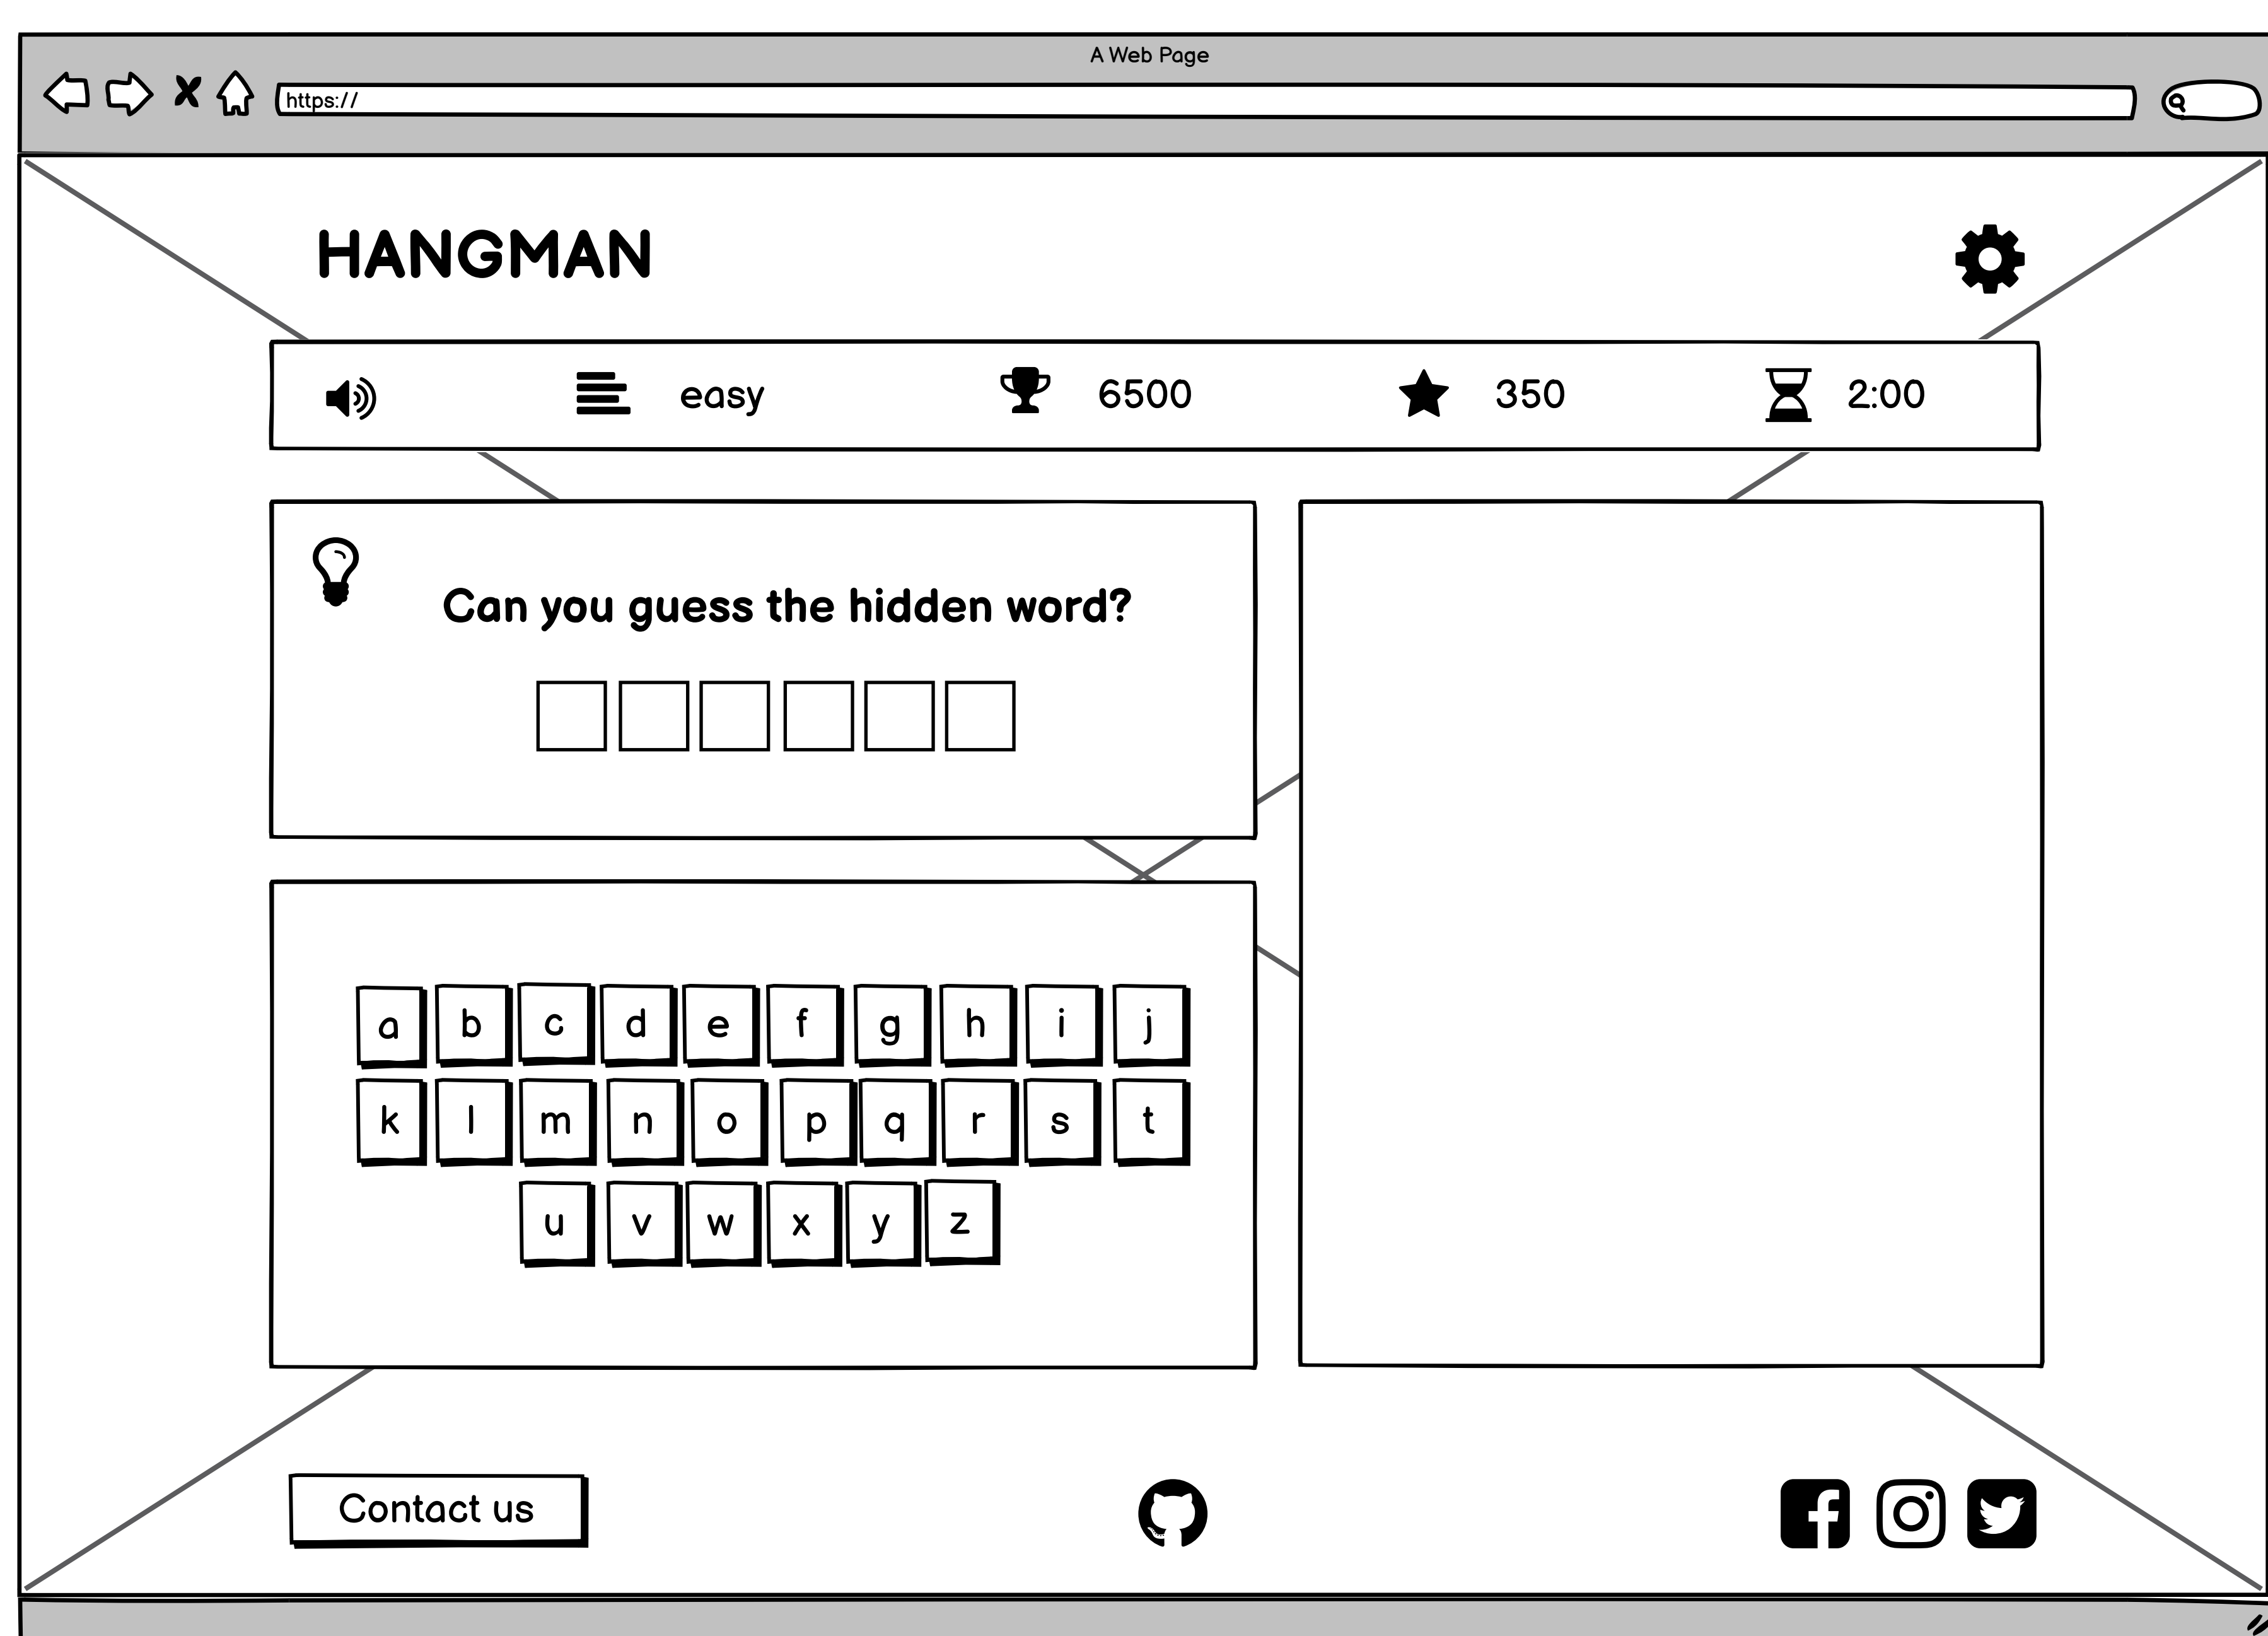 A Web Page
https://
HANGMAN
easy 6500 350 2:00
Can you guess the hidden word?
a b c d e f g h i j
k l m n o p q r s t
u v w x y z
Contact us